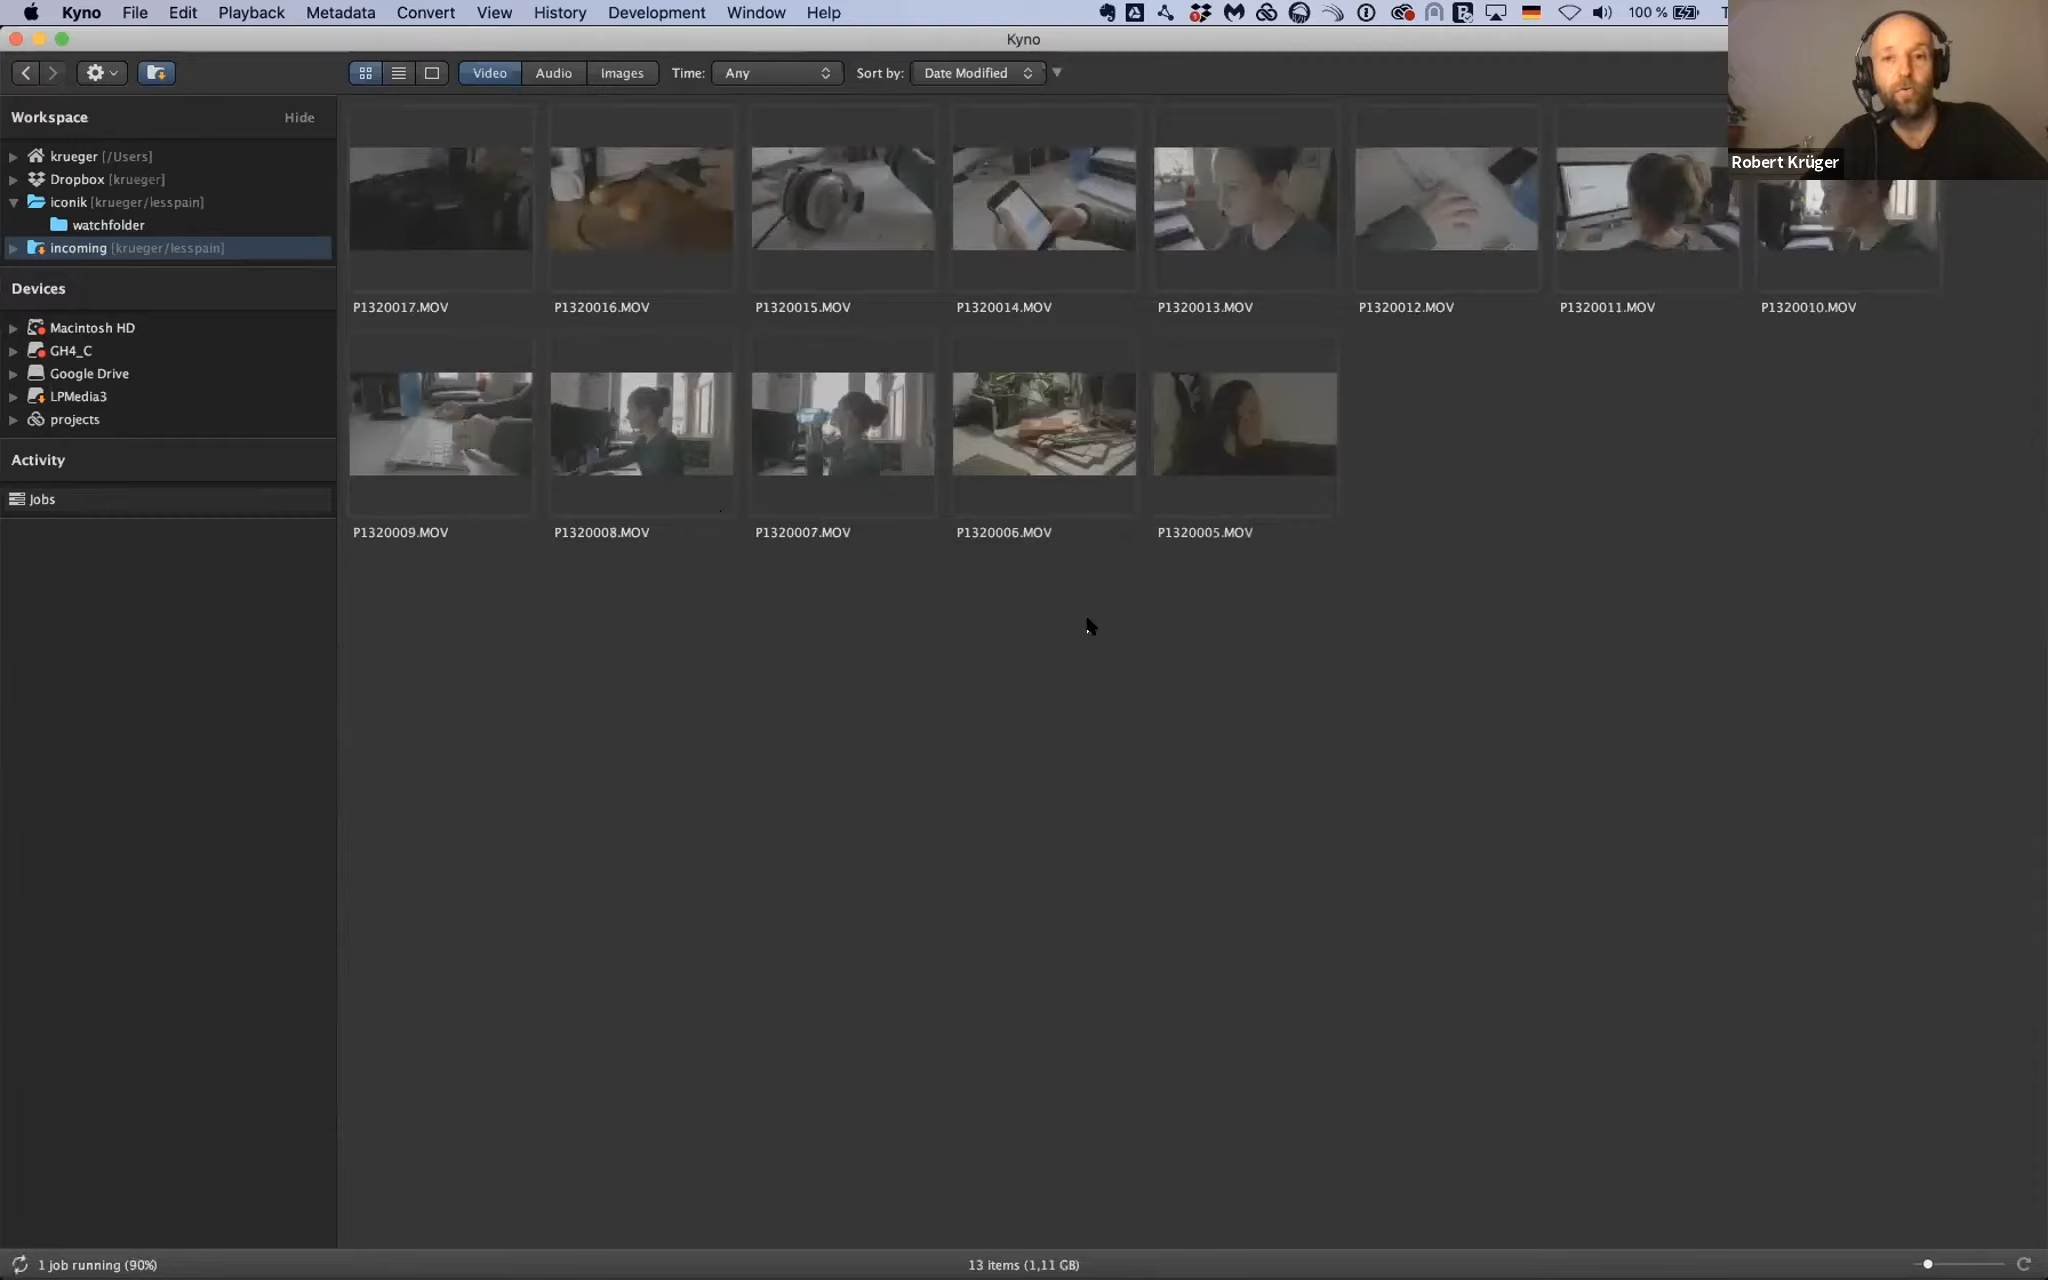 Kyno File Edit Playback Metadata Convert View History Development Window Help 100 %
Kyno
Video Audio Images Time: Any Sort by: Date Modified
Robert Krüger
Workspace Hide
krueger [/Users]
Dropbox [krueger]
iconik [krueger/lesspain]
watchfolder
incoming [krueger/lesspain]
Devices
Macintosh HD
GH4_C
Google Drive
LPMedia3
projects
Activity
Jobs
P1320017.MOV P1320016.MOV P1320015.MOV P1320014.MOV P1320013.MOV P1320012.MOV P1320011.MOV P1320010.MOV
P1320009.MOV P1320008.MOV P1320007.MOV P1320006.MOV P1320005.MOV
1 job running (90%) 13 items (1,11 GB)